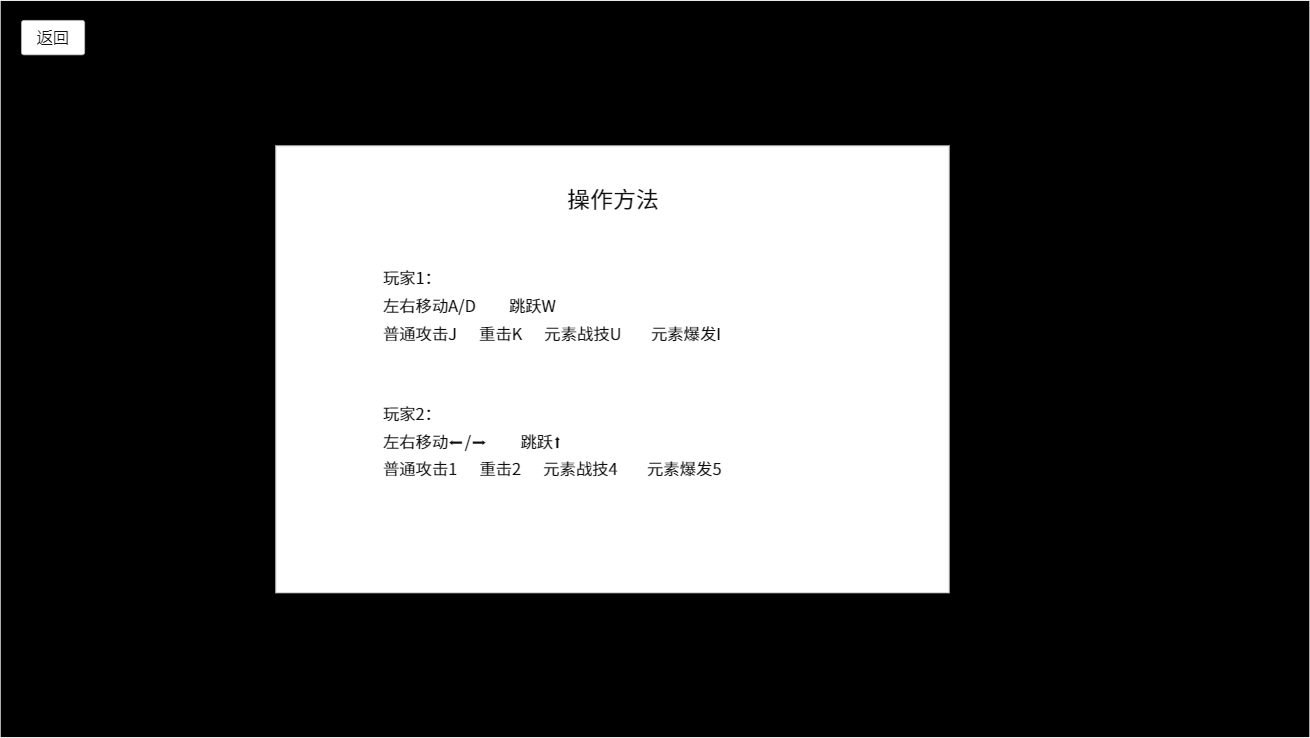 返回
操作方法
玩家1：
左右移动A/D 跳跃W
普通攻击J 重击K 元素战技U 元素爆发I
玩家2：
左右移动←/→ 跳跃↑
普通攻击1 重击2 元素战技4 元素爆发5